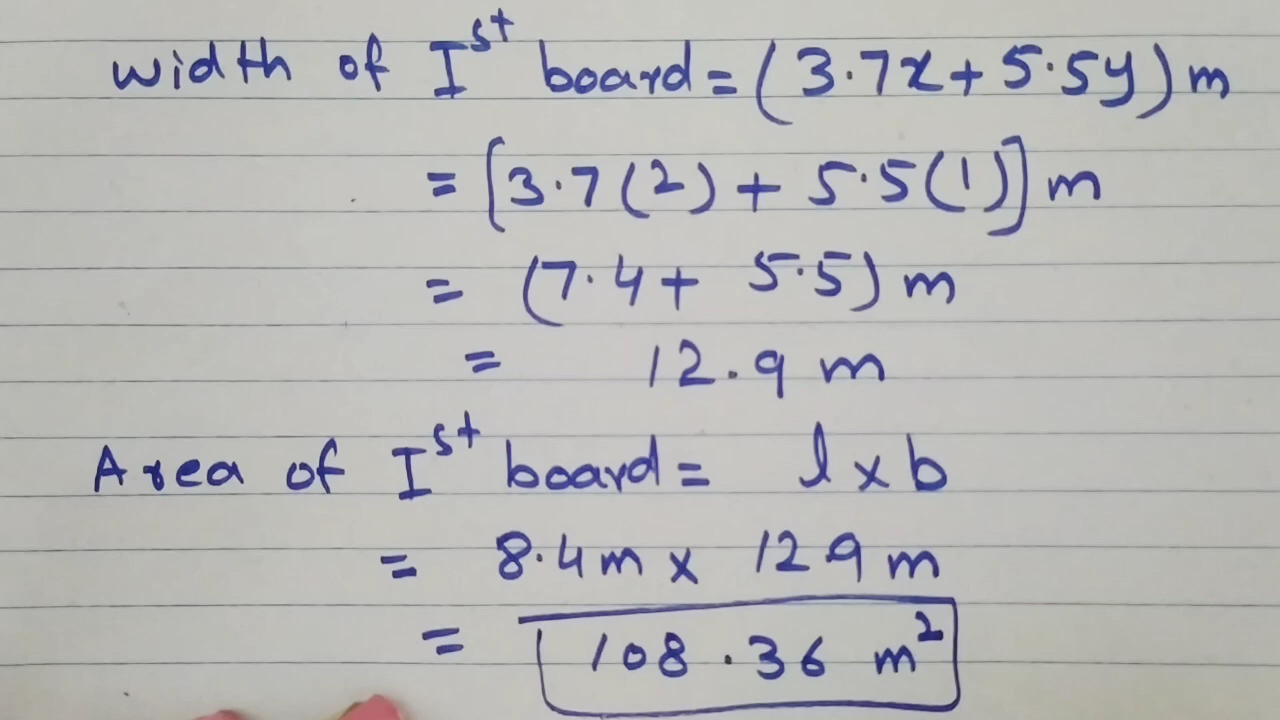 width of Ist board = (3.7x + 5.5y) m
= [3.7(2) + 5.5(1)] m
= (7.4 + 5.5) m
= 12.9 m
Area of Ist board = l x b
= 8.4 m x 12.9 m
= 108.36 m²